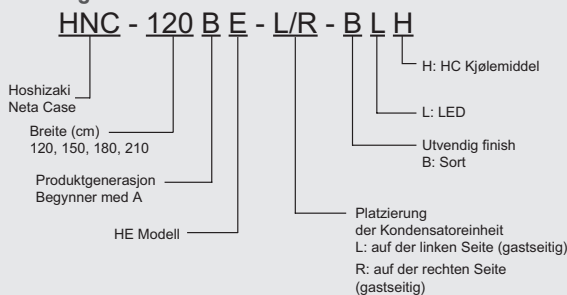 HNC - 120 B E - L/R - B L H
H: HC Kjølemiddel
Hoshizaki
Neta Case
L: LED
Breite (cm)
120, 150, 180, 210
Utvendig finish
B: Sort
Produktgenerasjon
Begynner med A
Platzierung
der Kondensatoreinheit
L: auf der linken Seite (gastseitig)
HE Modell
R: auf der rechten Seite
(gastseitig)